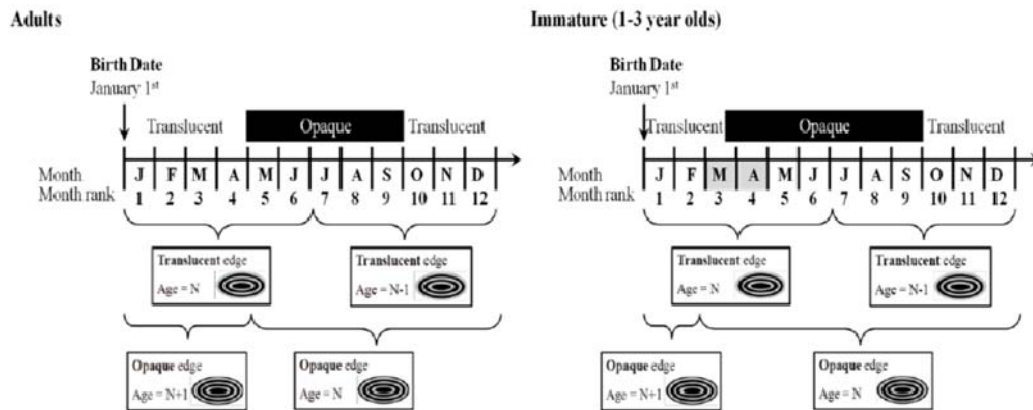 Adults
Birth Date
January 1st
Translucent Opaque Translucent
Month J F M A M J J A S O N D
Month rank 1 2 3 4 5 6 7 8 9 10 11 12
Translucent edge
Age = N
Translucent edge
Age = N-1
Opaque edge
Age = N+1
Opaque edge
Age = N
Immature (1-3 year olds)
Birth Date
January 1st
Translucent Opaque Translucent
Month J F M A M J J A S O N D
Month rank 1 2 3 4 5 6 7 8 9 10 11 12
Translucent edge
Age = N
Translucent edge
Age = N-1
Opaque edge
Age = N+1
Opaque edge
Age = N